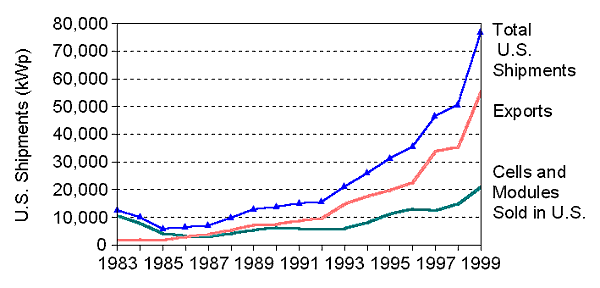 80,000
70,000
60,000
50,000
40,000
30,000
20,000
10,000
0
U.S. Shipments (kWp)
1983 1985 1987 1989 1991 1993 1995 1997 1999
Total
U.S.
Shipments
Exports
Cells and
Modules
Sold in U.S.